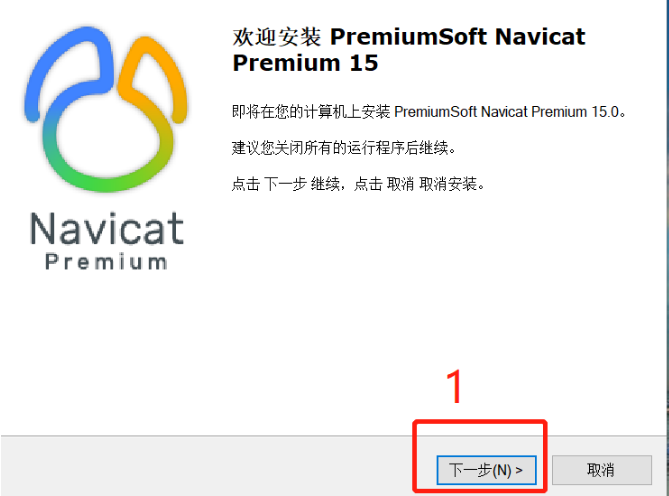 欢迎安装 PremiumSoft Navicat
Premium 15
即将在您的计算机上安装 PremiumSoft Navicat Premium 15.0。
建议您关闭所有的运行程序后继续。
点击 下一步 继续，点击 取消 取消安装。
Navicat
Premium
1
下一步(N) >
取消